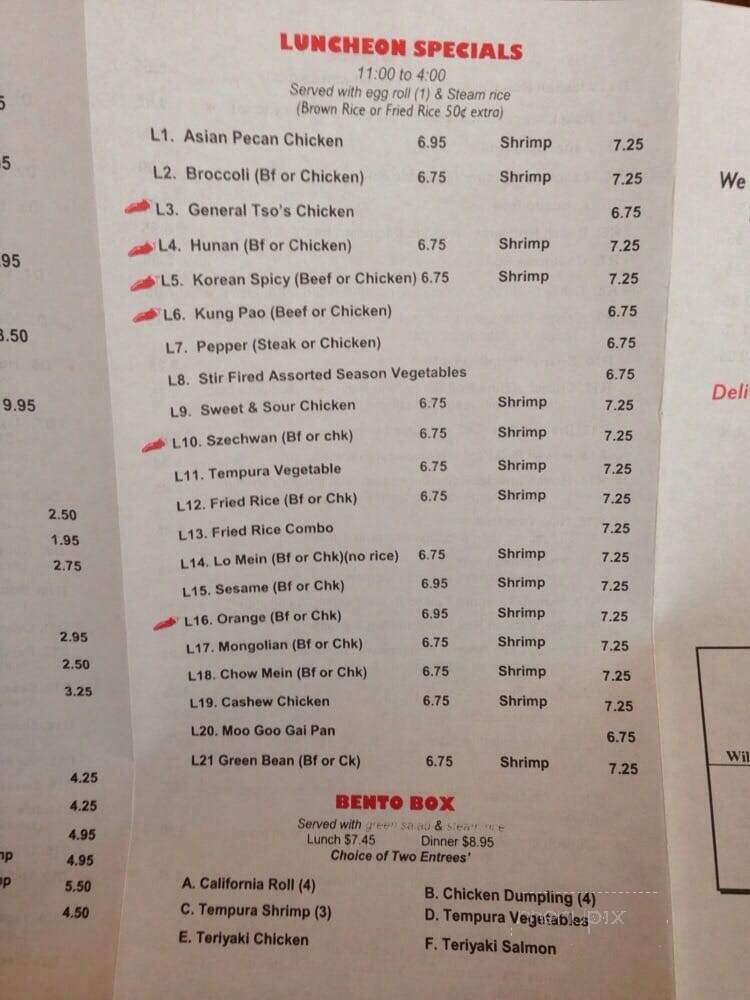 LUNCHEON SPECIALS
11:00 to 4:00
Served with egg roll (1) & Steam rice
(Brown Rice or Fried Rice 50¢ extra)
L1. Asian Pecan Chicken 6.95 Shrimp 7.25
L2. Broccoli (Bf or Chicken) 6.75 Shrimp 7.25
L3. General Tso's Chicken 6.75
L4. Hunan (Bf or Chicken) 6.75 Shrimp 7.25
L5. Korean Spicy (Beef or Chicken) 6.75 Shrimp 7.25
L6. Kung Pao (Beef or Chicken) 6.75
L7. Pepper (Steak or Chicken) 6.75
L8. Stir Fired Assorted Season Vegetables 6.75
L9. Sweet & Sour Chicken 6.75 Shrimp 7.25
L10. Szechwan (Bf or chk) 6.75 Shrimp 7.25
L11. Tempura Vegetable 6.75 Shrimp 7.25
L12. Fried Rice (Bf or Chk) 6.75 Shrimp 7.25
L13. Fried Rice Combo 7.25
L14. Lo Mein (Bf or Chk)(no rice) 6.75 Shrimp 7.25
L15. Sesame (Bf or Chk) 6.95 Shrimp 7.25
L16. Orange (Bf or Chk) 6.95 Shrimp 7.25
L17. Mongolian (Bf or Chk) 6.75 Shrimp 7.25
L18. Chow Mein (Bf or Chk) 6.75 Shrimp 7.25
L19. Cashew Chicken 6.75 Shrimp 7.25
L20. Moo Goo Gai Pan 6.75
L21 Green Bean (Bf or Ck) 6.75 Shrimp 7.25
BENTO BOX
Served with green salad & steam rice
Lunch $7.45 Dinner $8.95
Choice of Two Entrees'
A. California Roll (4) B. Chicken Dumpling (4)
C. Tempura Shrimp (3) D. Tempura Vegetables
E. Teriyaki Chicken F. Teriyaki Salmon
9.95
2.50
1.95
2.75
2.95
2.50
3.25
4.25
4.25
4.95
4.95
5.50
4.50
We